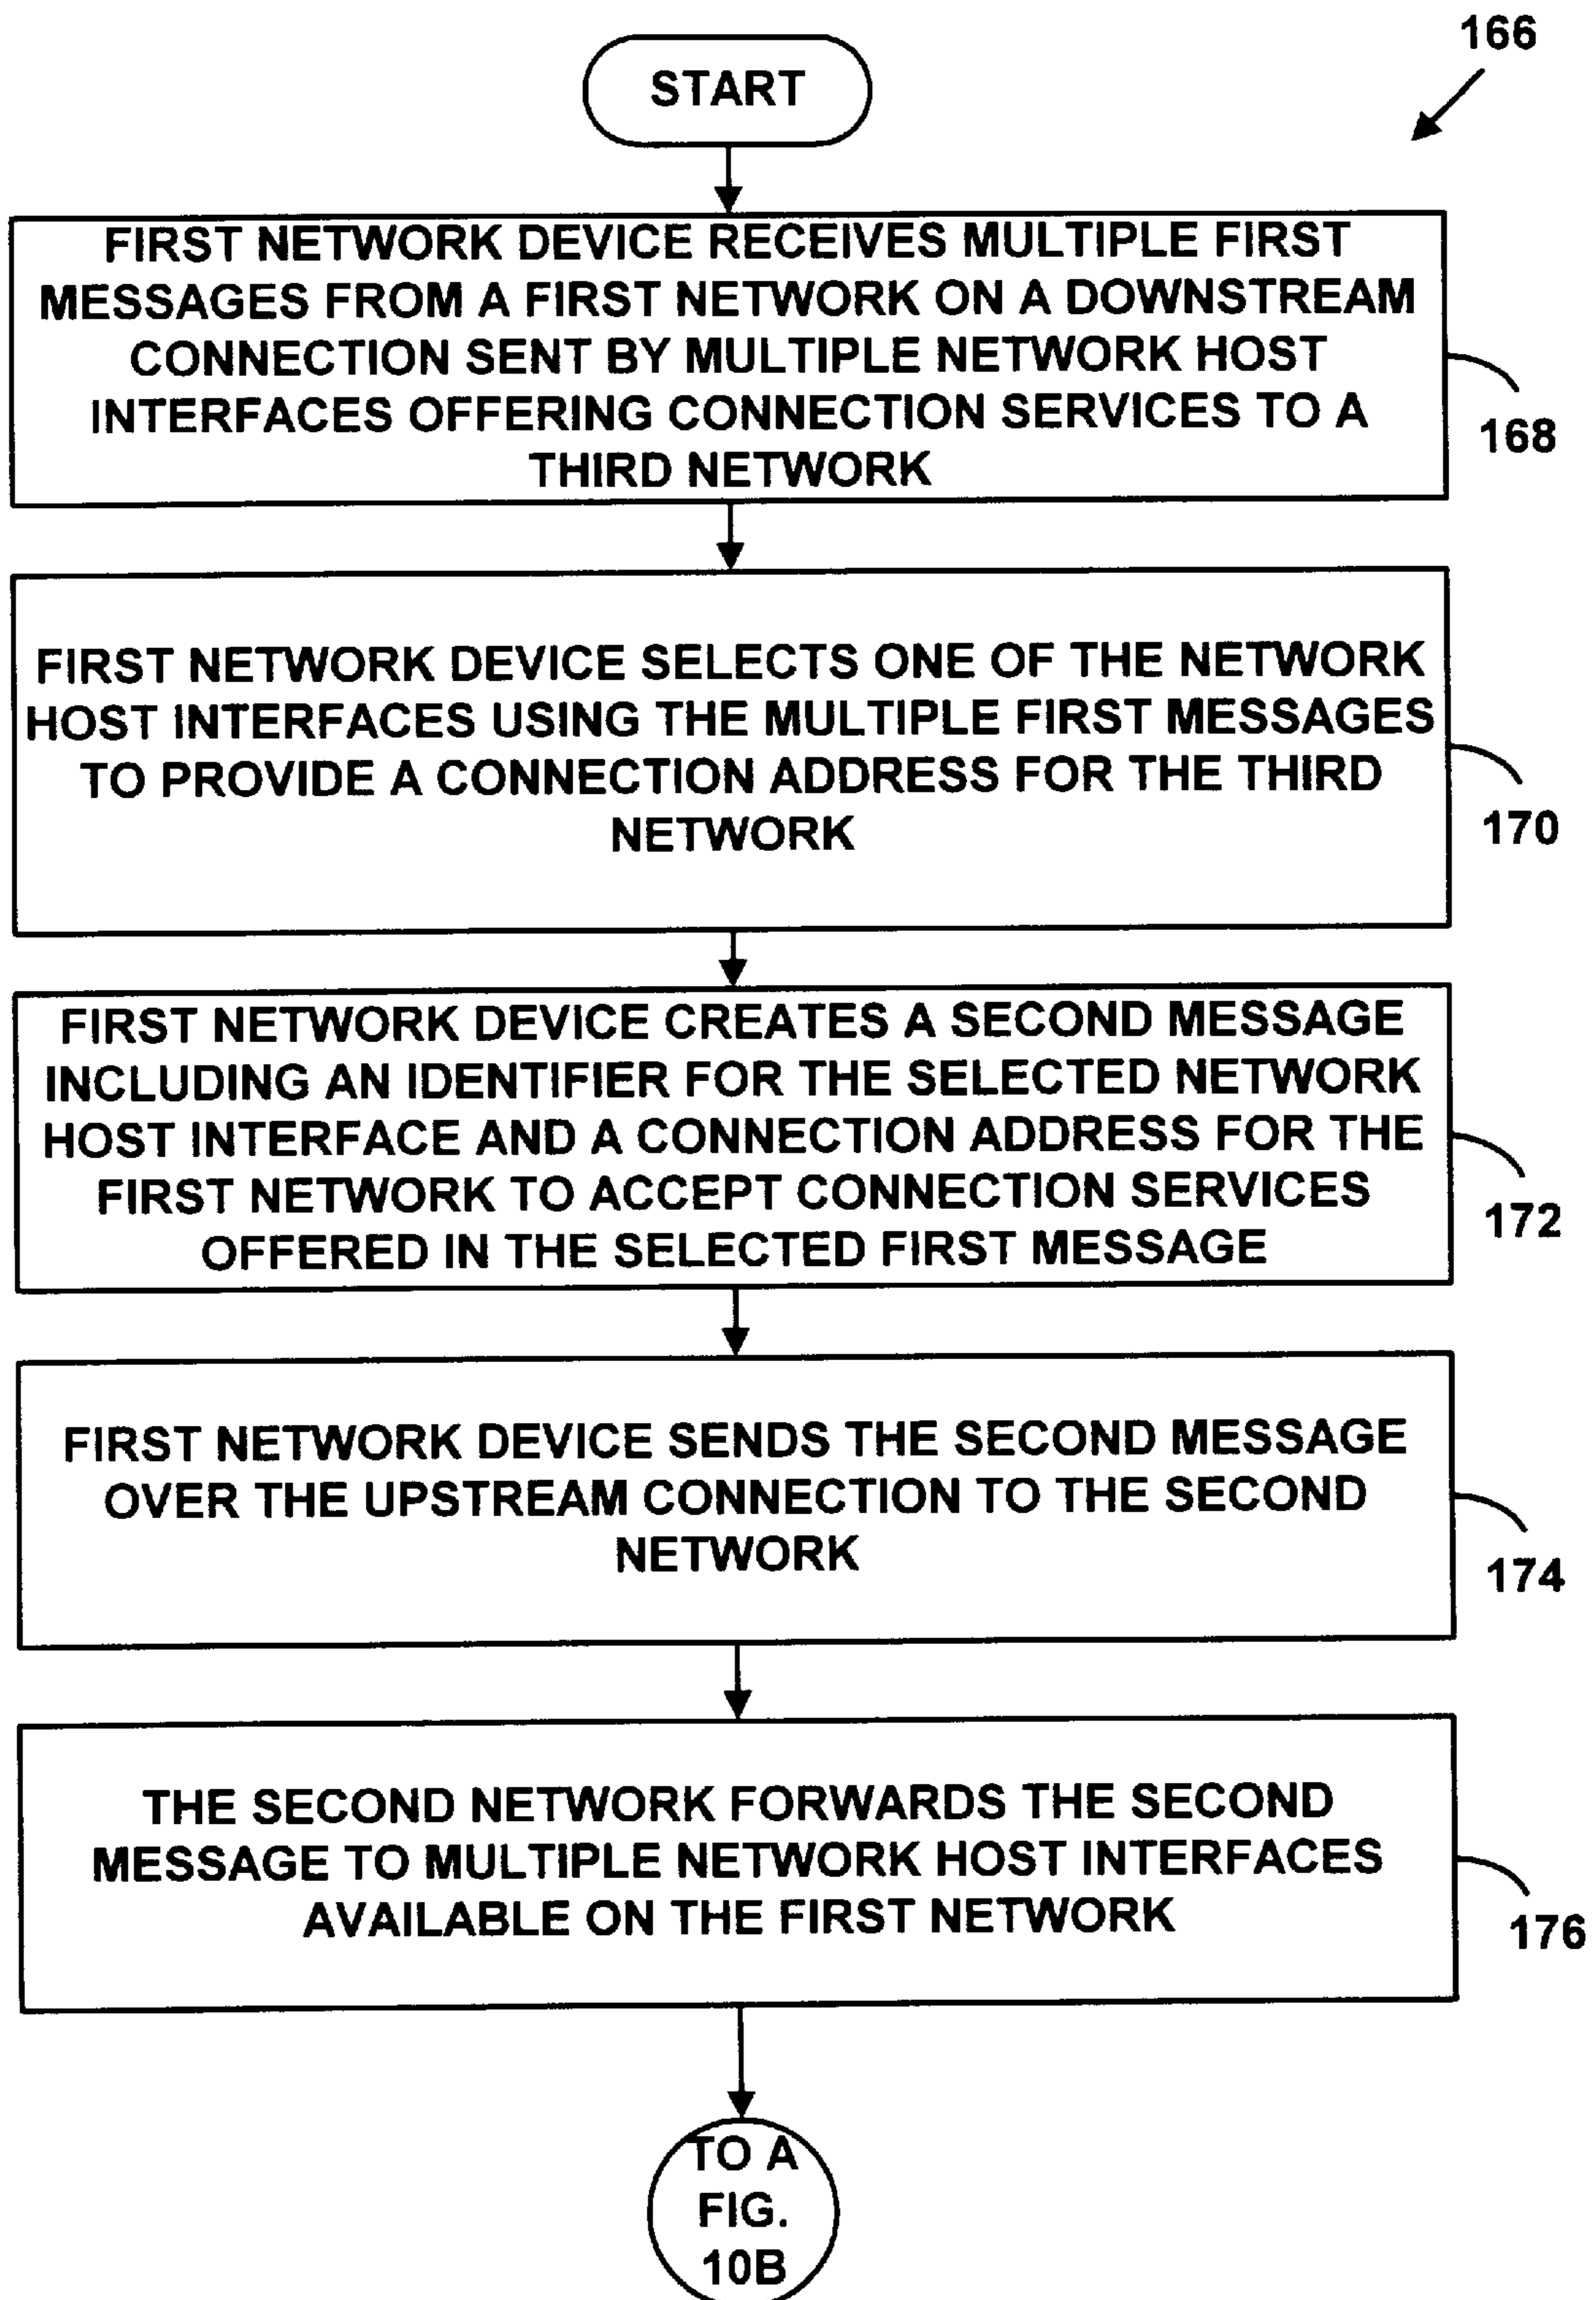 166
START
FIRST NETWORK DEVICE RECEIVES MULTIPLE FIRST
MESSAGES FROM A FIRST NETWORK ON A DOWNSTREAM
CONNECTION SENT BY MULTIPLE NETWORK HOST
INTERFACES OFFERING CONNECTION SERVICES TO A
THIRD NETWORK
168
FIRST NETWORK DEVICE SELECTS ONE OF THE NETWORK
HOST INTERFACES USING THE MULTIPLE FIRST MESSAGES
TO PROVIDE A CONNECTION ADDRESS FOR THE THIRD
NETWORK
170
FIRST NETWORK DEVICE CREATES A SECOND MESSAGE
INCLUDING AN IDENTIFIER FOR THE SELECTED NETWORK
HOST INTERFACE AND A CONNECTION ADDRESS FOR THE
FIRST NETWORK TO ACCEPT CONNECTION SERVICES
OFFERED IN THE SELECTED FIRST MESSAGE
172
FIRST NETWORK DEVICE SENDS THE SECOND MESSAGE
OVER THE UPSTREAM CONNECTION TO THE SECOND
NETWORK
174
THE SECOND NETWORK FORWARDS THE SECOND
MESSAGE TO MULTIPLE NETWORK HOST INTERFACES
AVAILABLE ON THE FIRST NETWORK
176
TO A
FIG.
10B